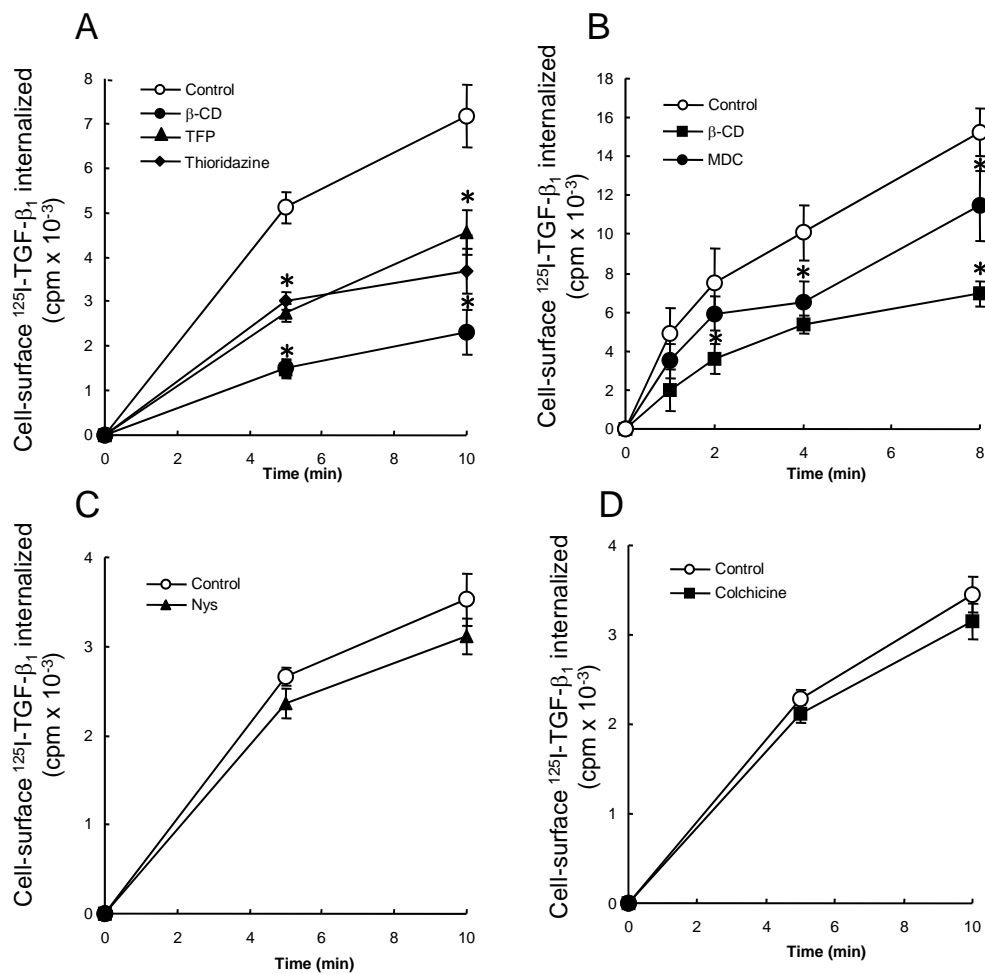 A
Cell-surface ¹²⁵I-TGF-β₁ internalized
(cpm x 10⁻³)
8
7
6
5
4
3
2
1
0
Control
β-CD
TFP
Thioridazine
*
*
*
*
0 2 4 6 8 10
Time (min)
B
Cell-surface ¹²⁵I-TGF-β₁ internalized
(cpm x 10⁻³)
18
16
14
12
10
8
6
4
2
0
Control
β-CD
MDC
*
*
*
*
0 2 4 6 8
Time (min)
C
Cell-surface ¹²⁵I-TGF-β₁ internalized
(cpm x 10⁻³)
4
3
2
1
0
Control
Nys
0 2 4 6 8 10
Time (min)
D
Cell-surface ¹²⁵I-TGF-β₁ internalized
(cpm x 10⁻³)
4
3
2
1
0
Control
Colchicine
0 2 4 6 8 10
Time (min)